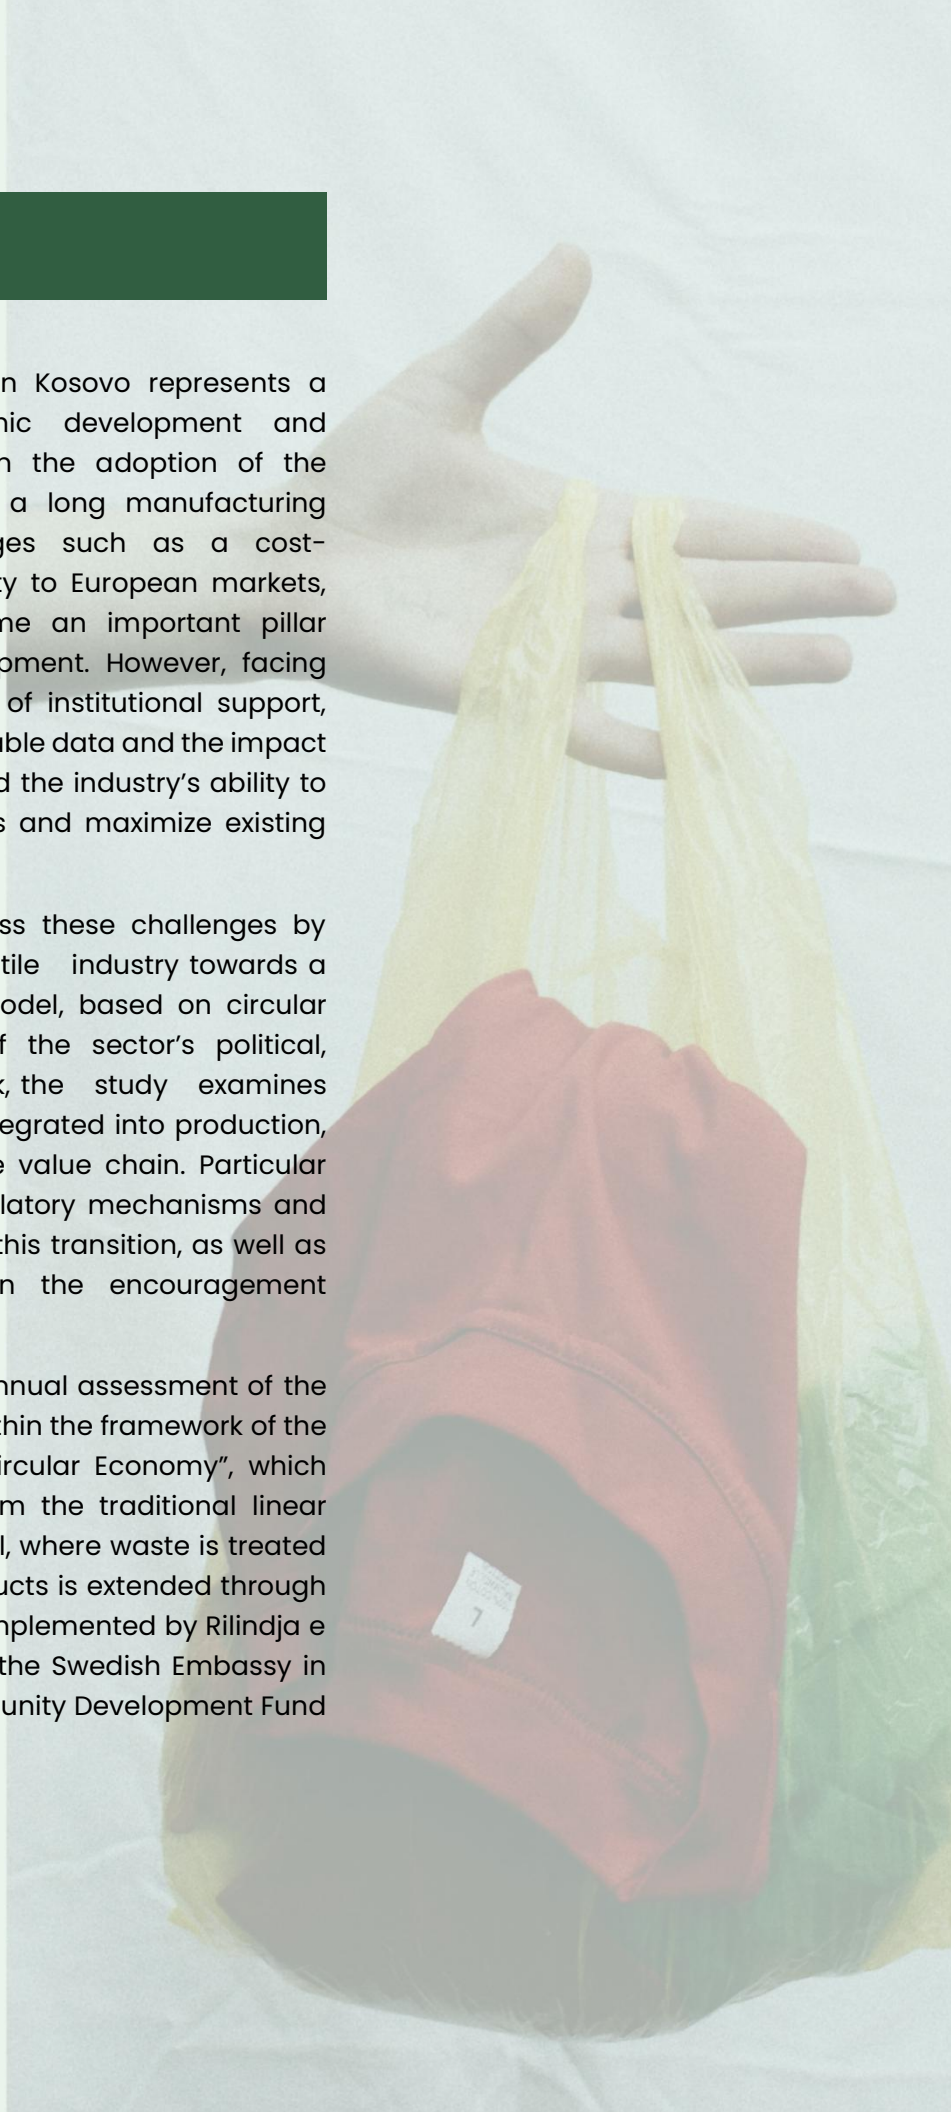 n Kosovo represents a
nic development and
n the adoption of the
a long manufacturing
ges such as a cost-
ty to European markets,
me an important pillar
opment. However, facing
of institutional support,
able data and the impact
d the industry's ability to
s and maximize existing
ss these challenges by
tile industry towards a
odel, based on circular
f the sector's political,
k, the study examines
egrated into production,
e value chain. Particular
latory mechanisms and
this transition, as well as
n the encouragement
nnual assessment of the
thin the framework of the
ircular Economy”, which
m the traditional linear
l, where waste is treated
ucts is extended through
mplemented by Rilindja e
the Swedish Embassy in
unity Development Fund
L